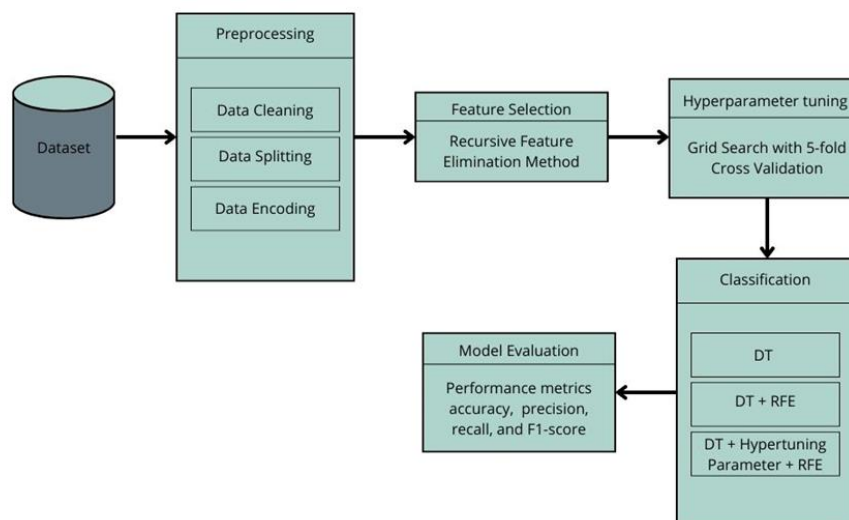 Dataset
Preprocessing
Data Cleaning
Data Splitting
Data Encoding
Feature Selection
Recursive Feature
Elimination Method
Hyperparameter tuning
Grid Search with 5-fold
Cross Validation
Classification
DT
DT + RFE
DT + Hypertuning
Parameter + RFE
Model Evaluation
Performance metrics
accuracy, precision,
recall, and F1-score